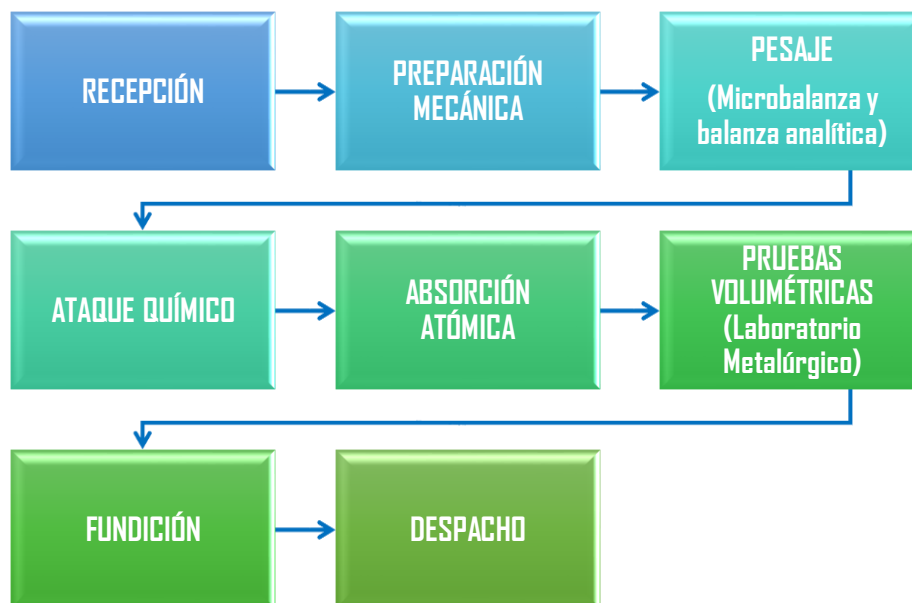 RECEPCIÓN
PREPARACIÓN
MECÁNICA
PESAJE
(Microbalanza y
balanza analítica)
ATAQUE QUÍMICO
ABSORCIÓN
ATÓMICA
PRUEBAS
VOLUMÉTRICAS
(Laboratorio
Metalúrgico)
FUNDICIÓN
DESPACHO